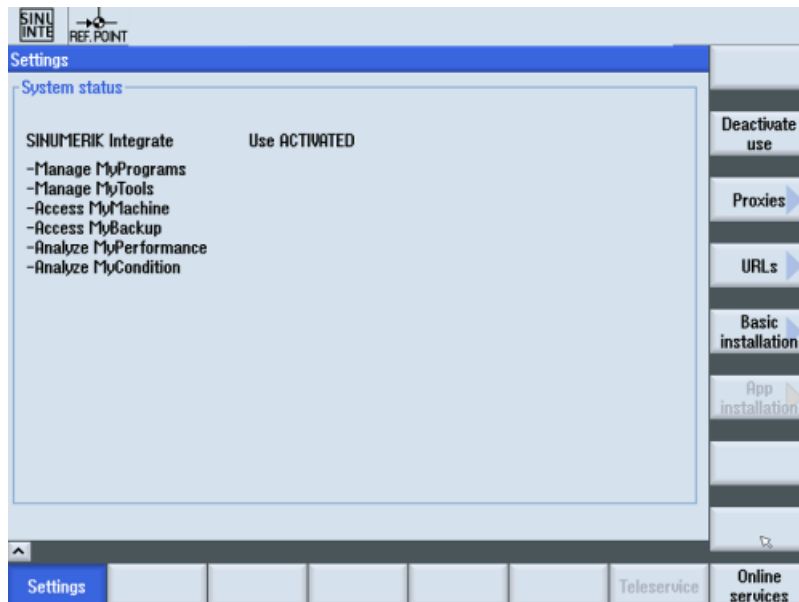 SINU
INTE
REF. POINT
Settings
System status
SINUMERIK Integrate Use ACTIVATED
-Manage MyPrograms
-Manage MyTools
-Access MyMachine
-Access MyBackup
-Analyze MyPerformance
-Analyze MyCondition
Deactivate
use
Proxies
URLs
Basic
installation
App
installation
Settings
Teleservice
Online
services